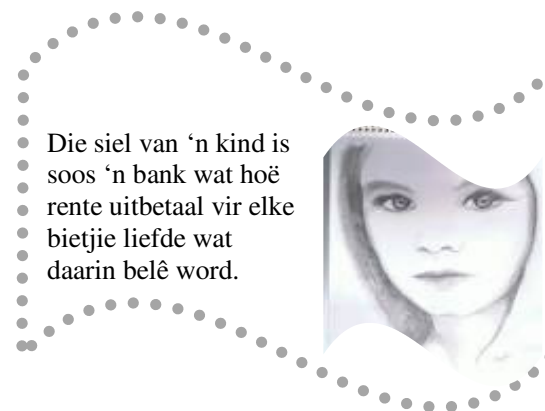 Die siel van ‘n kind is
soos ‘n bank wat hoë
rente uitbetaal vir elke
bietjie liefde wat
daarin belê word.